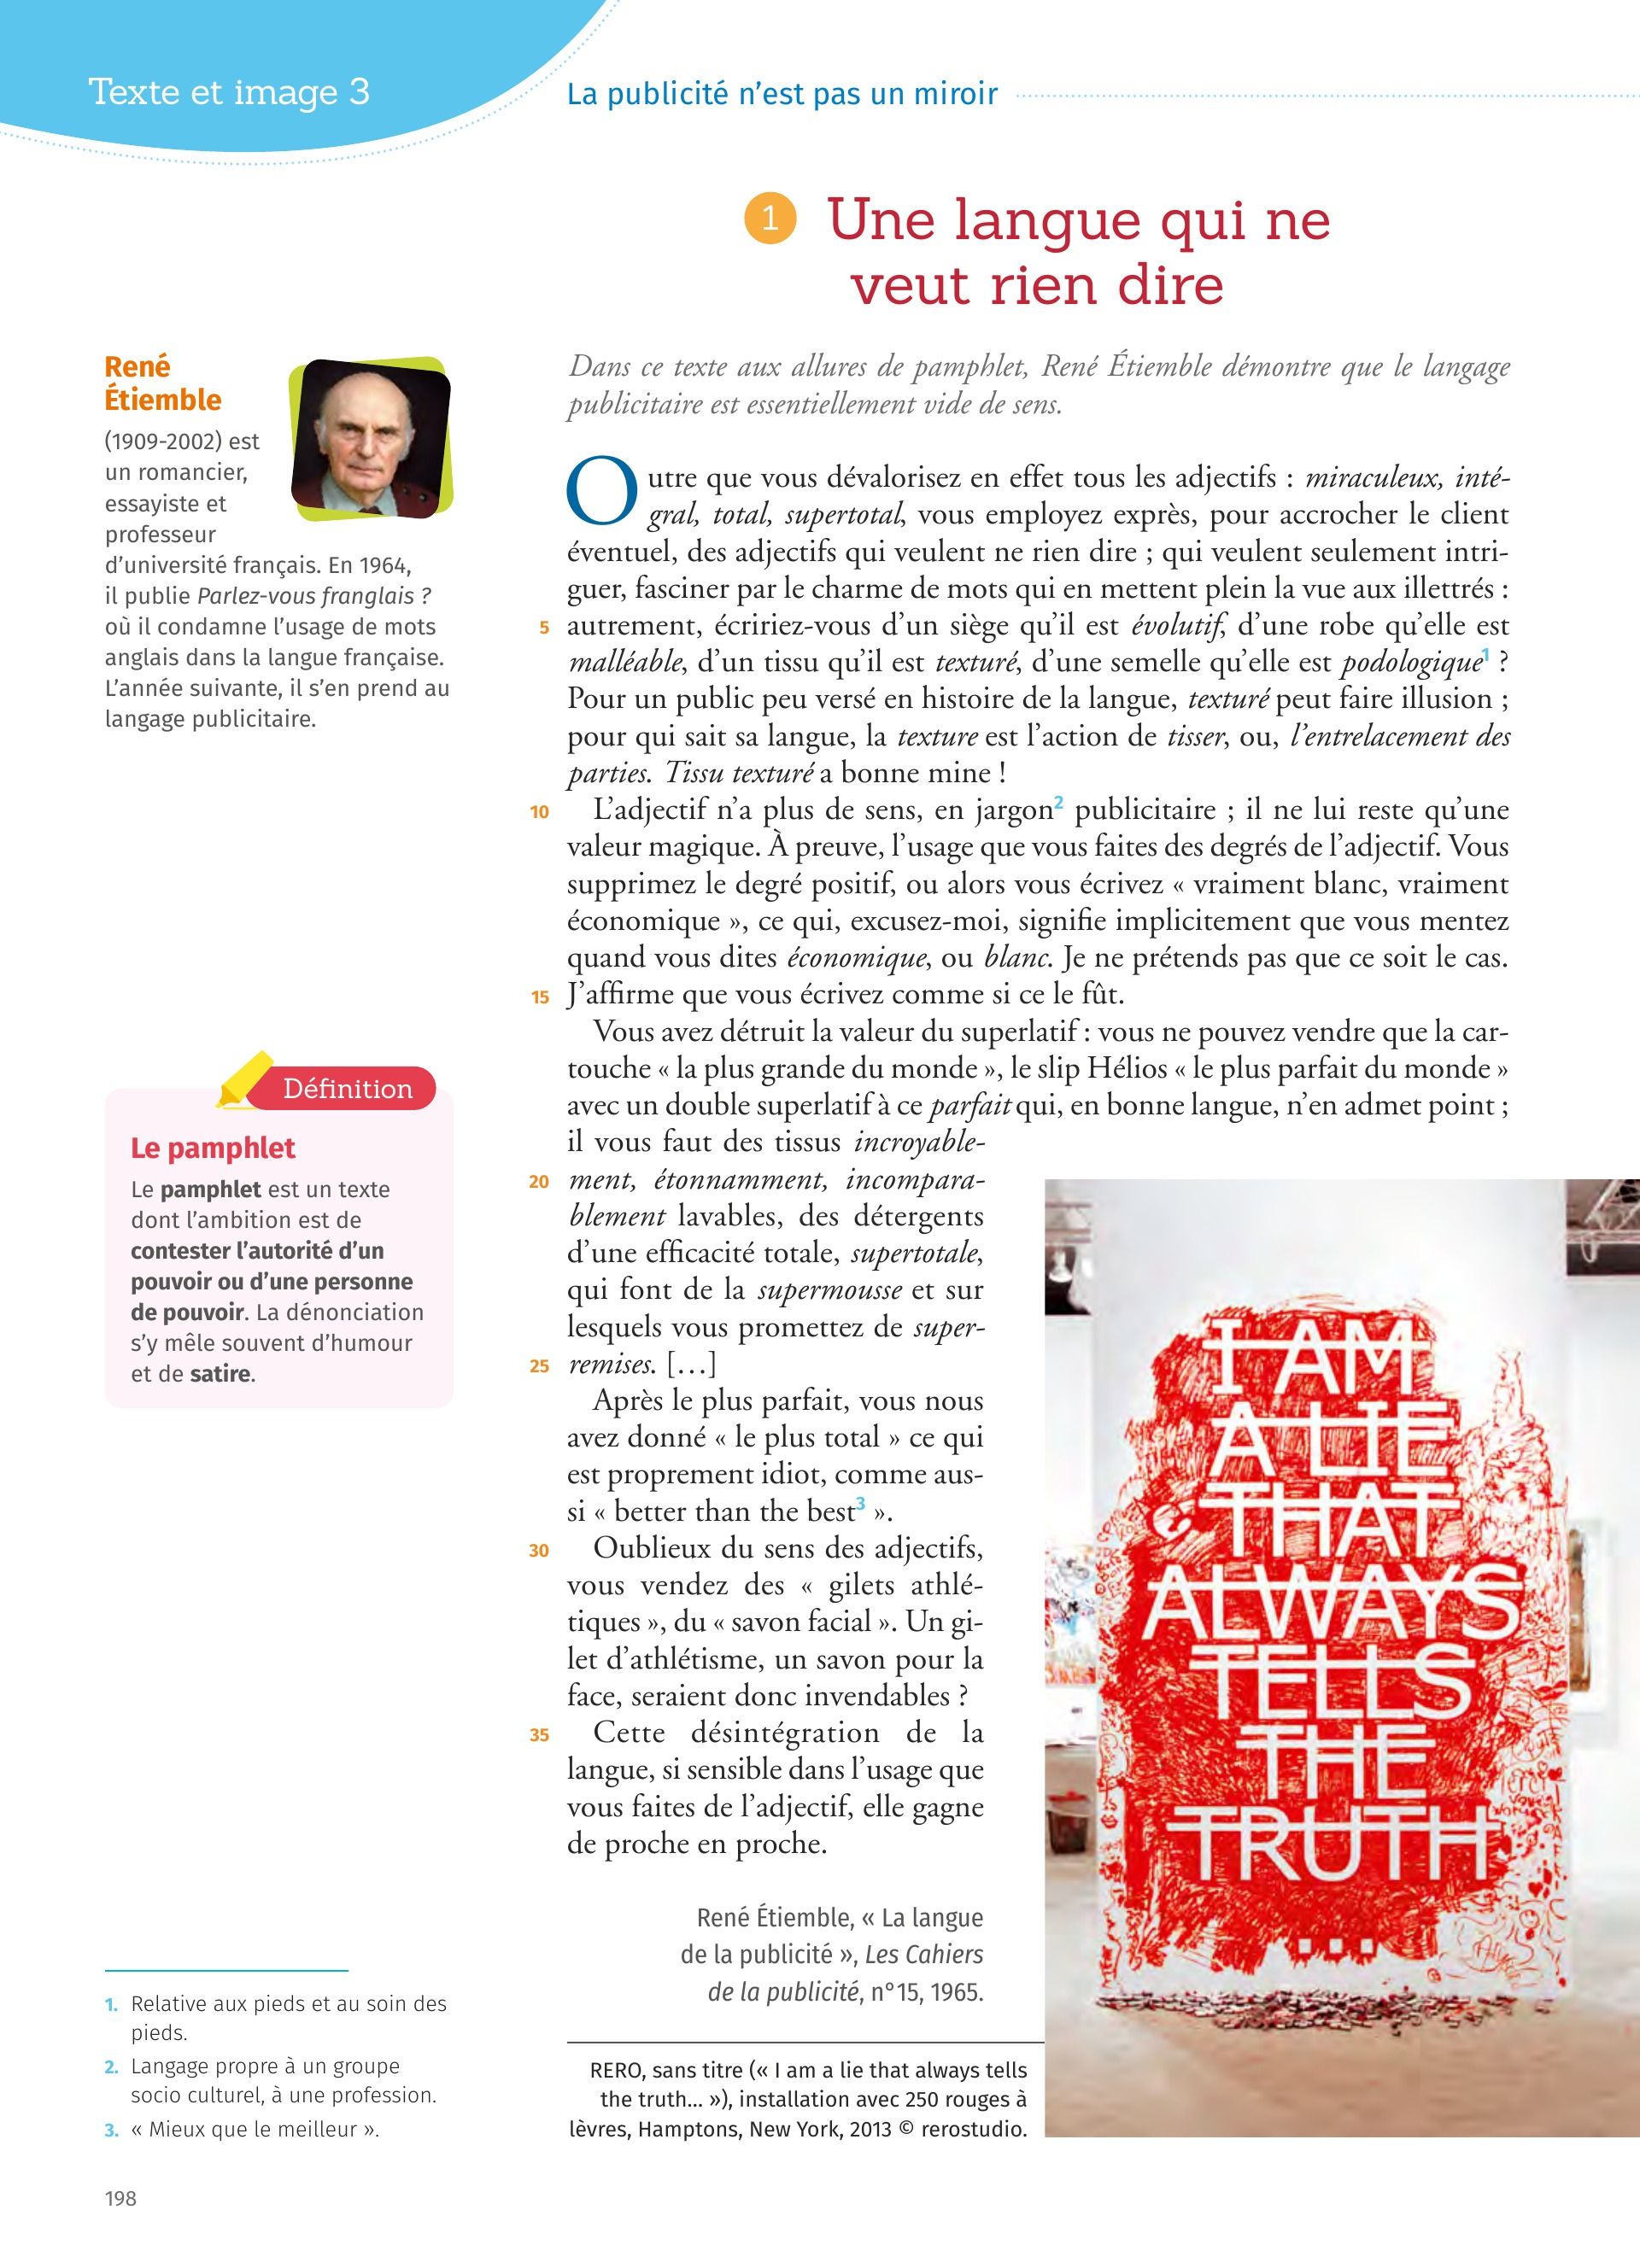 Texte et image 3
La publicité n'est pas un miroir
1 Une langue qui ne
veut rien dire
René
Étiemble
(1909-2002) est
un romancier,
essayiste et
professeur
d'université français. En 1964,
il publie Parlez-vous franglais ?
où il condamne l'usage de mots
anglais dans la langue française.
L'année suivante, il s'en prend au
langage publicitaire.
Définition
Le pamphlet
Le pamphlet est un texte
dont l'ambition est de
contester l'autorité d'un
pouvoir ou d'une personne
de pouvoir. La dénonciation
s'y mêle souvent d'humour
et de satire.
Dans ce texte aux allures de pamphlet, René Étiemble démontre que le langage
publicitaire est essentiellement vide de sens.
Outre que vous dévalorisez en effet tous les adjectifs : miraculeux, inté-
gral, total, supertotal, vous employez exprès, pour accrocher le client
éventuel, des adjectifs qui veulent ne rien dire ; qui veulent seulement intri-
guer, fasciner par le charme de mots qui en mettent plein la vue aux illettrés :
5 autrement, écririez-vous d'un siège qu'il est évolutif, d'une robe qu'elle est
malléable, d'un tissu qu'il est texturé, d'une semelle qu'elle est podologique1 ?
Pour un public peu versé en histoire de la langue, texturé peut faire illusion ;
pour qui sait sa langue, la texture est l'action de tisser, ou, l'entrelacement des
parties. Tissu texturé a bonne mine !
10 L'adjectif n'a plus de sens, en jargon2 publicitaire ; il ne lui reste qu'une
valeur magique. À preuve, l'usage que vous faites des degrés de l'adjectif. Vous
supprimez le degré positif, ou alors vous écrivez « vraiment blanc, vraiment
économique », ce qui, excusez-moi, signifie implicitement que vous mentez
quand vous dites économique, ou blanc. Je ne prétends pas que ce soit le cas.
15 J'affirme que vous écrivez comme si ce le fût.
Vous avez détruit la valeur du superlatif : vous ne pouvez vendre que la car-
touche « la plus grande du monde », le slip Hélios « le plus parfait du monde »
avec un double superlatif à ce parfait qui, en bonne langue, n'en admet point ;
il vous faut des tissus incroyable-
20 ment, étonnamment, incompara-
blement lavables, des détergents
d'une efficacité totale, supertotale,
qui font de la supermousse et sur
lesquels vous promettez de super-
25 remises. […]
Après le plus parfait, vous nous
avez donné « le plus total » ce qui
est proprement idiot, comme aus-
si « better than the best3 ».
30 Oublieux du sens des adjectifs,
vous vendez des « gilets athlé-
tiques », du « savon facial ». Un gi-
let d'athlétisme, un savon pour la
face, seraient donc invendables ?
35 Cette désintégration de la
langue, si sensible dans l'usage que
vous faites de l'adjectif, elle gagne
de proche en proche.
René Étiemble, « La langue
de la publicité », Les Cahiers
de la publicité, n°15, 1965.
I AM
A LIE
THAT
ALWAYS
TELLS
THE
TRUTH
...
RERO, sans titre (« I am a lie that always tells
the truth... »), installation avec 250 rouges à
lèvres, Hamptons, New York, 2013 © rerostudio.
1. Relative aux pieds et au soin des
pieds.
2. Langage propre à un groupe
socio culturel, à une profession.
3. « Mieux que le meilleur ».
198